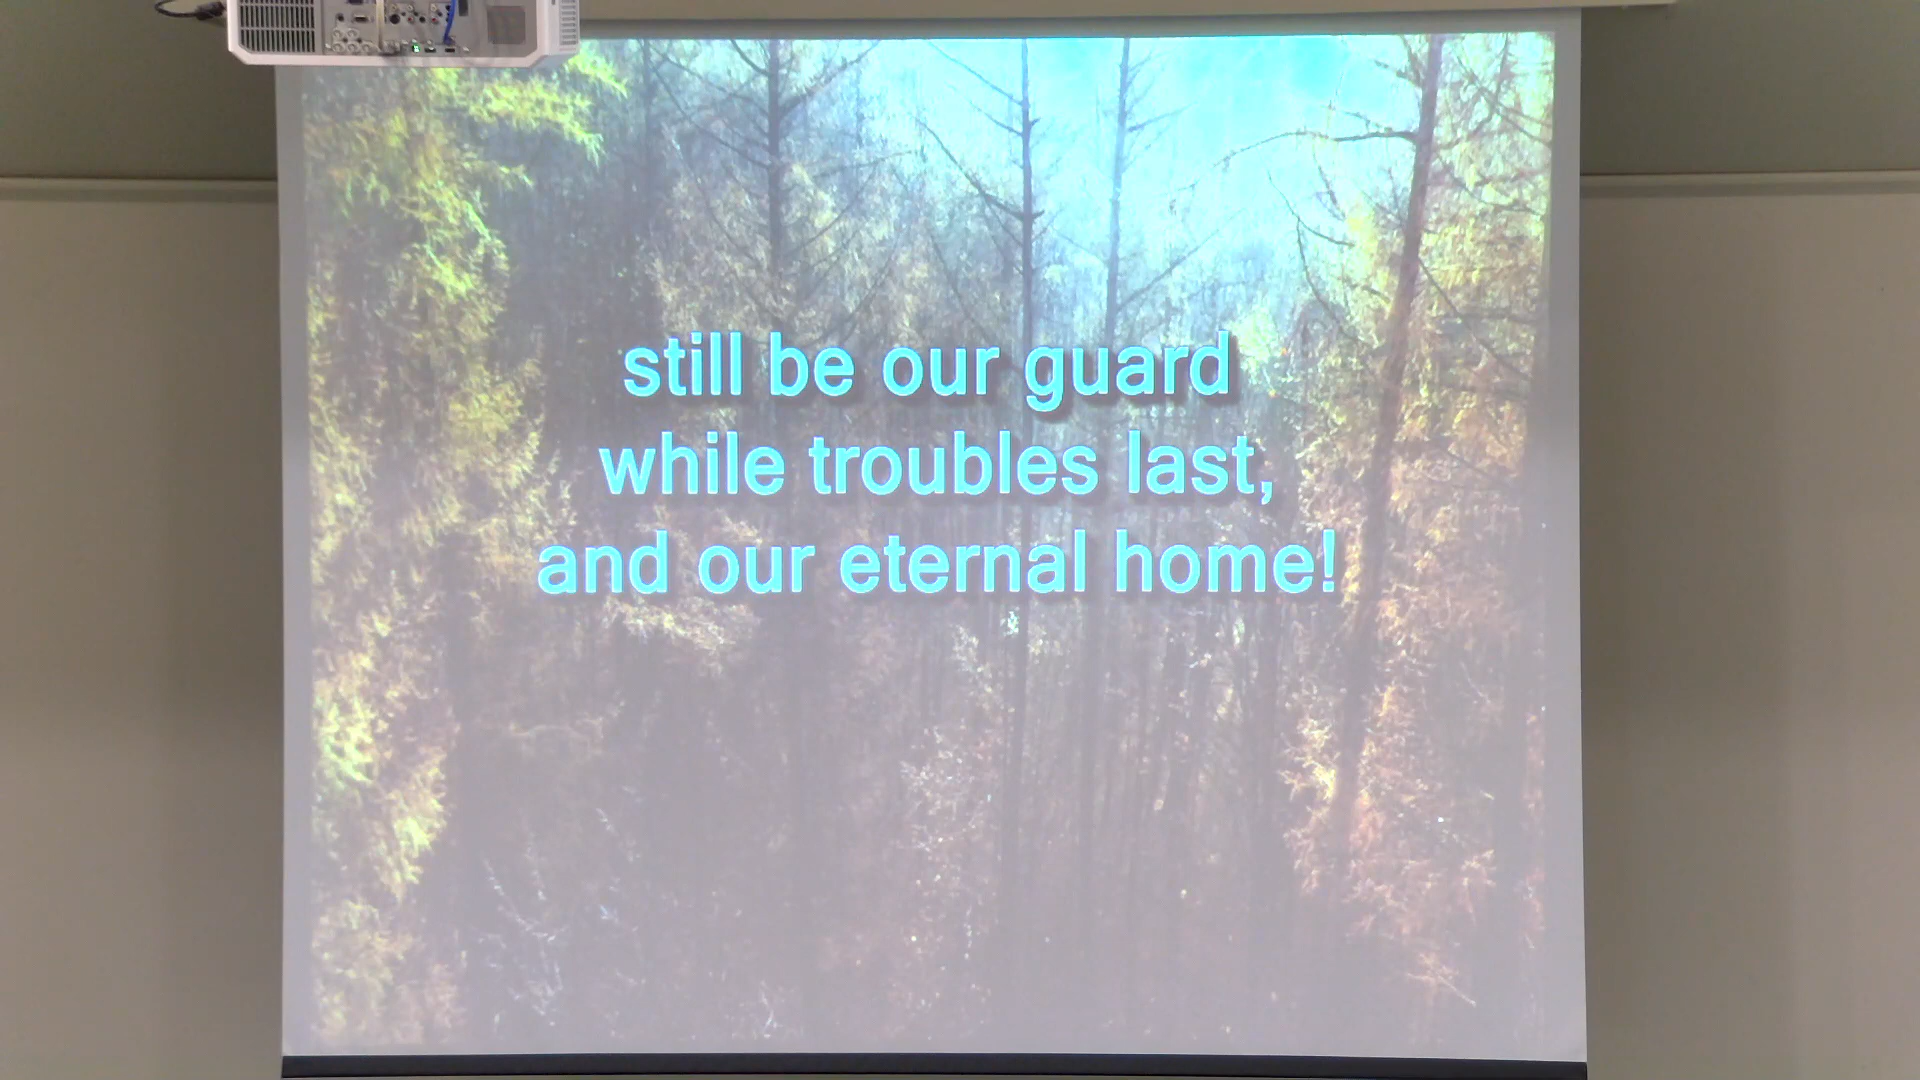 still be our guard
while troubles last,
and our eternal home!